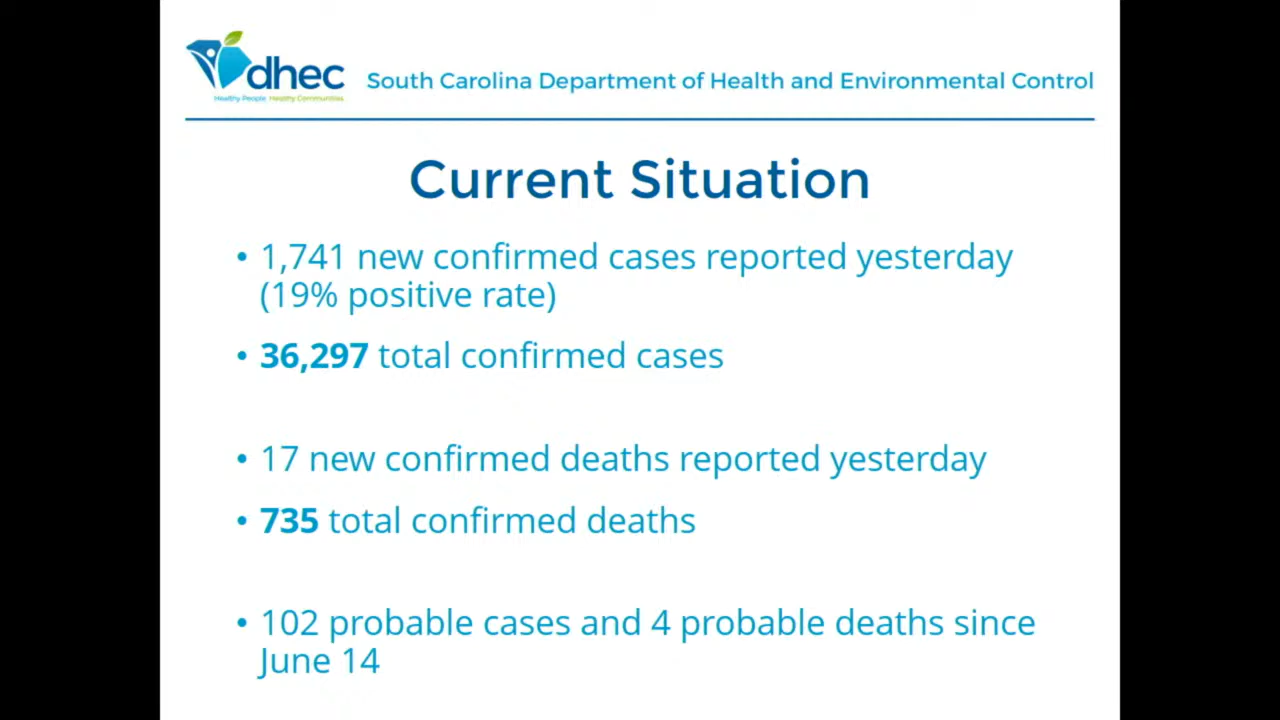 dhec
Healthy People. Healthy Communities.
South Carolina Department of Health and Environmental Control
Current Situation
• 1,741 new confirmed cases reported yesterday
(19% positive rate)
• 36,297 total confirmed cases
• 17 new confirmed deaths reported yesterday
• 735 total confirmed deaths
• 102 probable cases and 4 probable deaths since
June 14